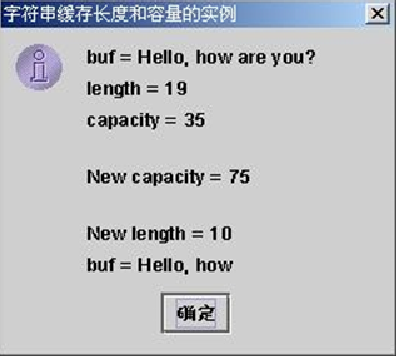 字符串缓存长度和容量的实例
buf = Hello, how are you?
length = 19
capacity = 35
New capacity = 75
New length = 10
buf = Hello, how
确定